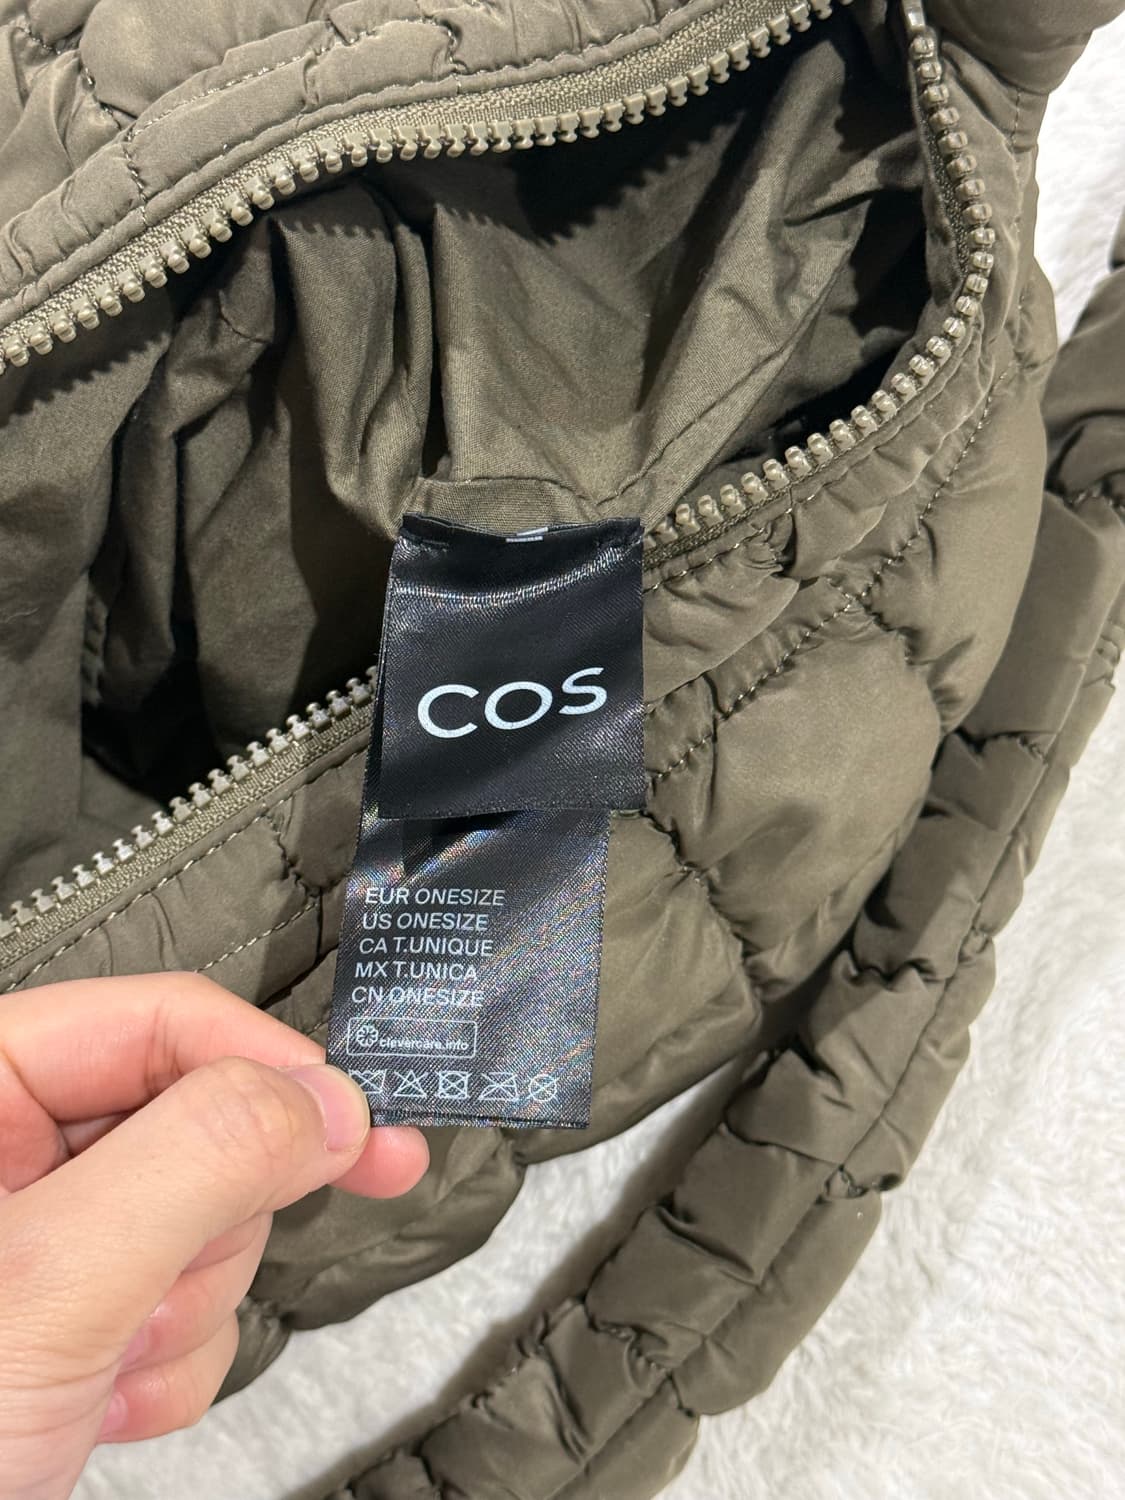 COS
EUR ONESIZE
US ONESIZE
CA T.UNIQUE
MX T.UNICA
CN ONESIZE
clevercare.info